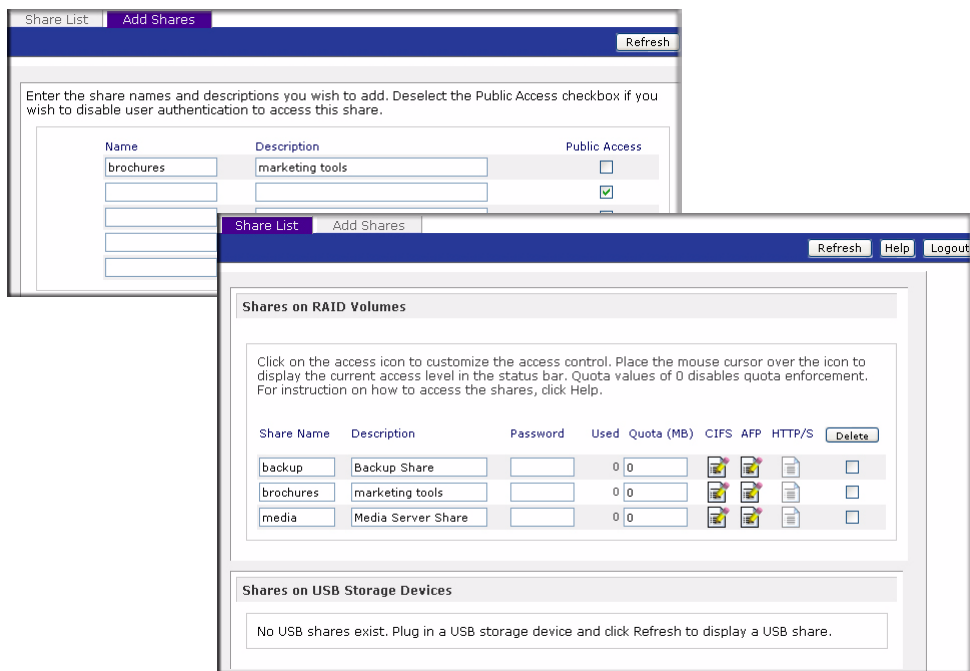 Share List Add Shares
Refresh
Enter the share names and descriptions you wish to add. Deselect the Public Access checkbox if you
wish to disable user authentication to access this share.
Name Description Public Access
brochures marketing tools
Share List Add Shares
Refresh Help Logout
Shares on RAID Volumes
Click on the access icon to customize the access control. Place the mouse cursor over the icon to
display the current access level in the status bar. Quota values of 0 disables quota enforcement.
For instruction on how to access the shares, click Help.
Share Name Description Password Used Quota (MB) CIFS AFP HTTP/S Delete
backup Backup Share 0 0
brochures marketing tools 0 0
media Media Server Share 0 0
Shares on USB Storage Devices
No USB shares exist. Plug in a USB storage device and click Refresh to display a USB share.